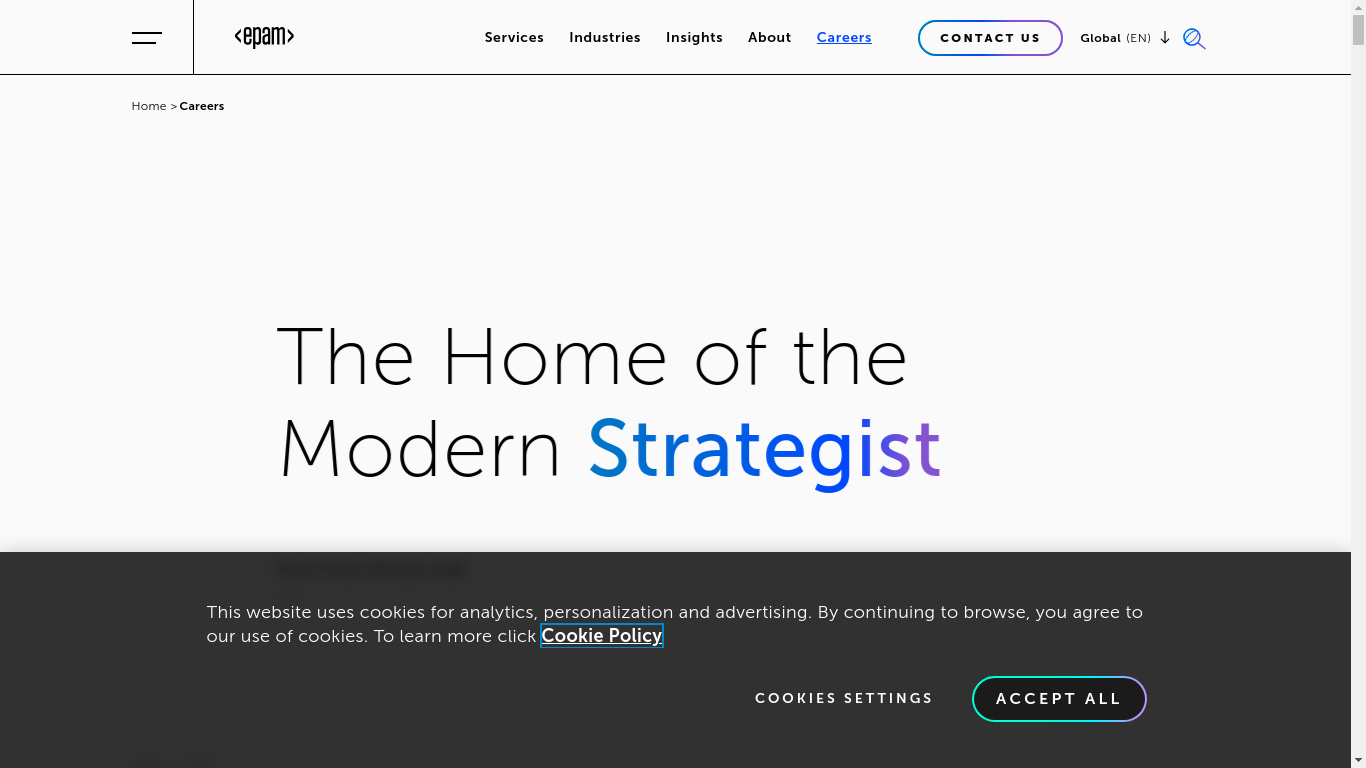 <epam>
Services Industries Insights About Careers CONTACT US Global (EN)
Home > Careers
The Home of the
Modern Strategist
This website uses cookies for analytics, personalization and advertising. By continuing to browse, you agree to
our use of cookies. To learn more click Cookie Policy
COOKIES SETTINGS ACCEPT ALL